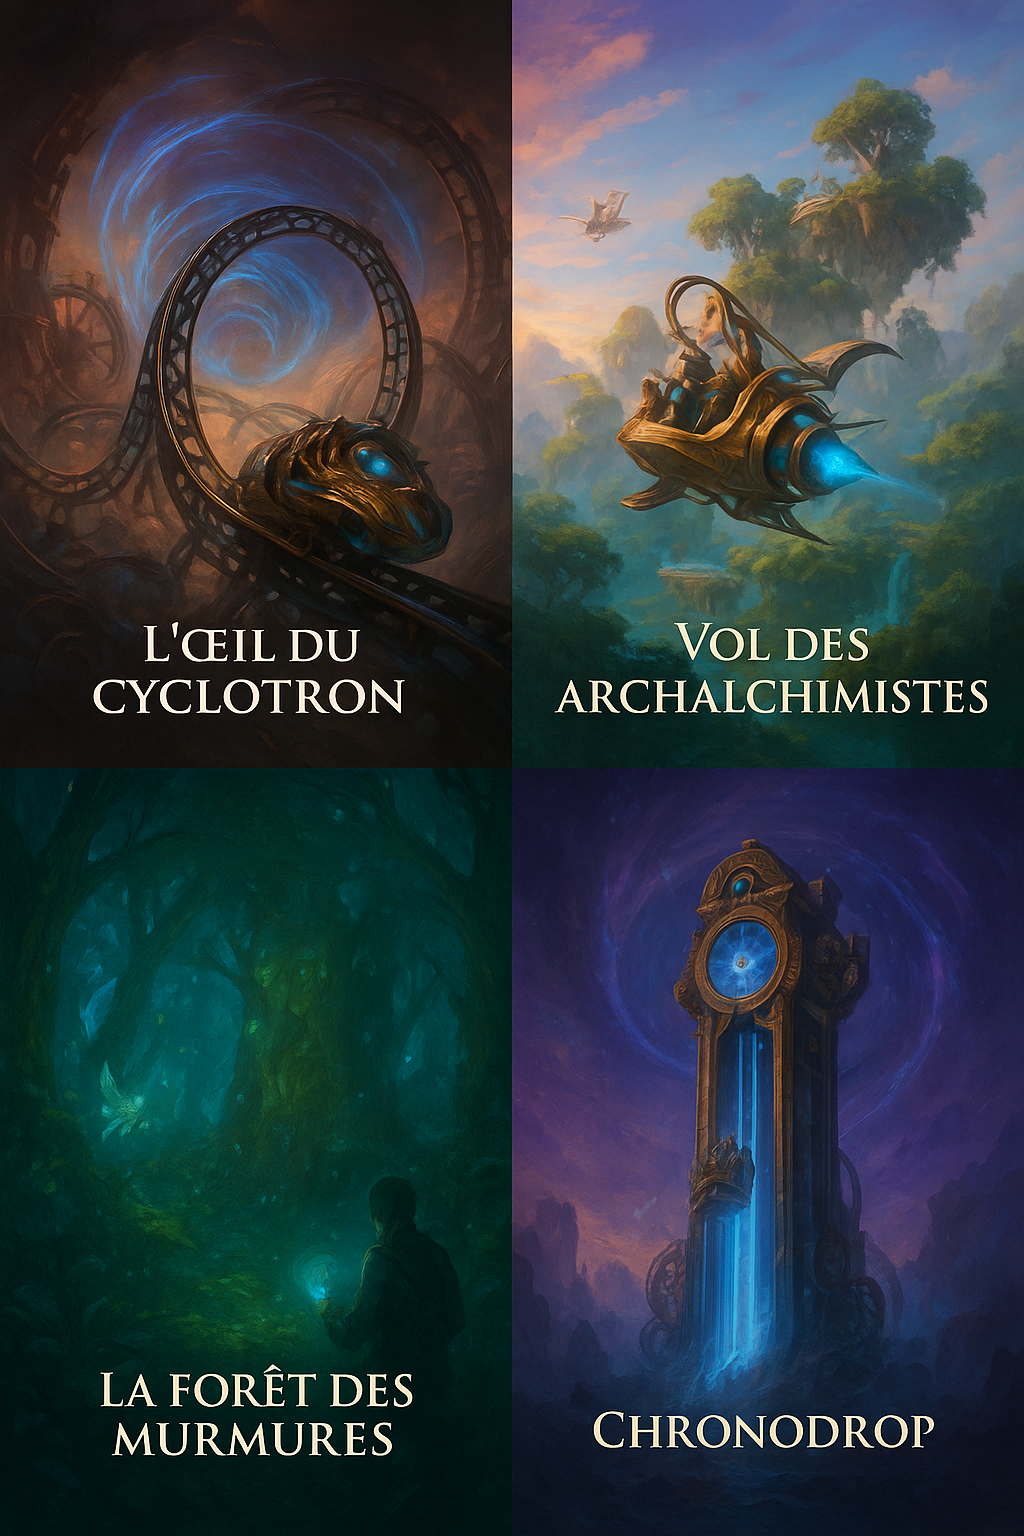 L'ŒIL DU
CYCLOTRON
VOL DES
ARCHALCHIMISTES
LA FORÊT DES
MURMURES
CHRONODROP